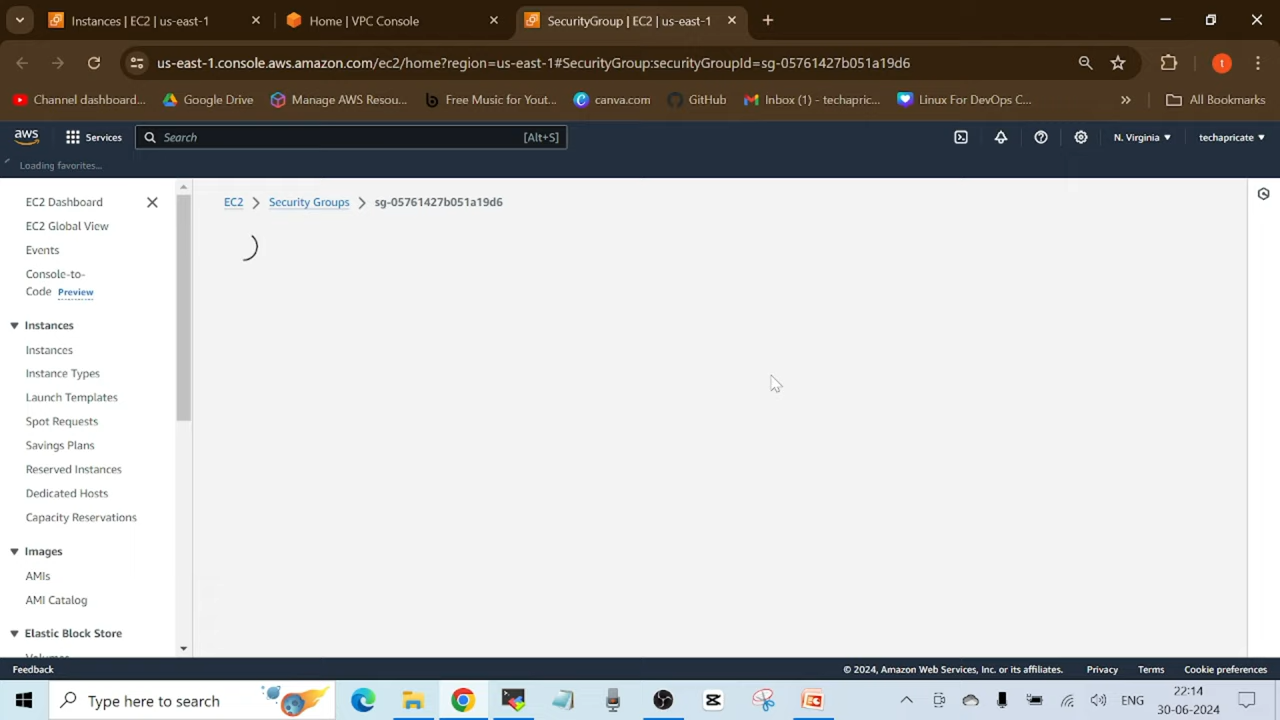 Instances | EC2 | us-east-1
Home | VPC Console
SecurityGroup | EC2 | us-east-1
us-east-1.console.aws.amazon.com/ec2/home?region=us-east-1#SecurityGroup:securityGroupId=sg-05761427b051a19d6
t
Channel dashboard...
Google Drive
Manage AWS Resou...
Free Music for Yout...
canva.com
GitHub
Inbox (1) - techapric...
Linux For DevOps C...
»
All Bookmarks
aws
Services
Search
[Alt+S]
N. Virginia
techapricate
Loading favorites...
EC2 Dashboard
EC2 Global View
Events
Console-to-
Code Preview
Instances
Instances
Instance Types
Launch Templates
Spot Requests
Savings Plans
Reserved Instances
Dedicated Hosts
Capacity Reservations
Images
AMIs
AMI Catalog
Elastic Block Store
Volumes
EC2 > Security Groups > sg-05761427b051a19d6
Feedback
© 2024, Amazon Web Services, Inc. or its affiliates.
Privacy
Terms
Cookie preferences
Type here to search
ENG
22:14
30-06-2024